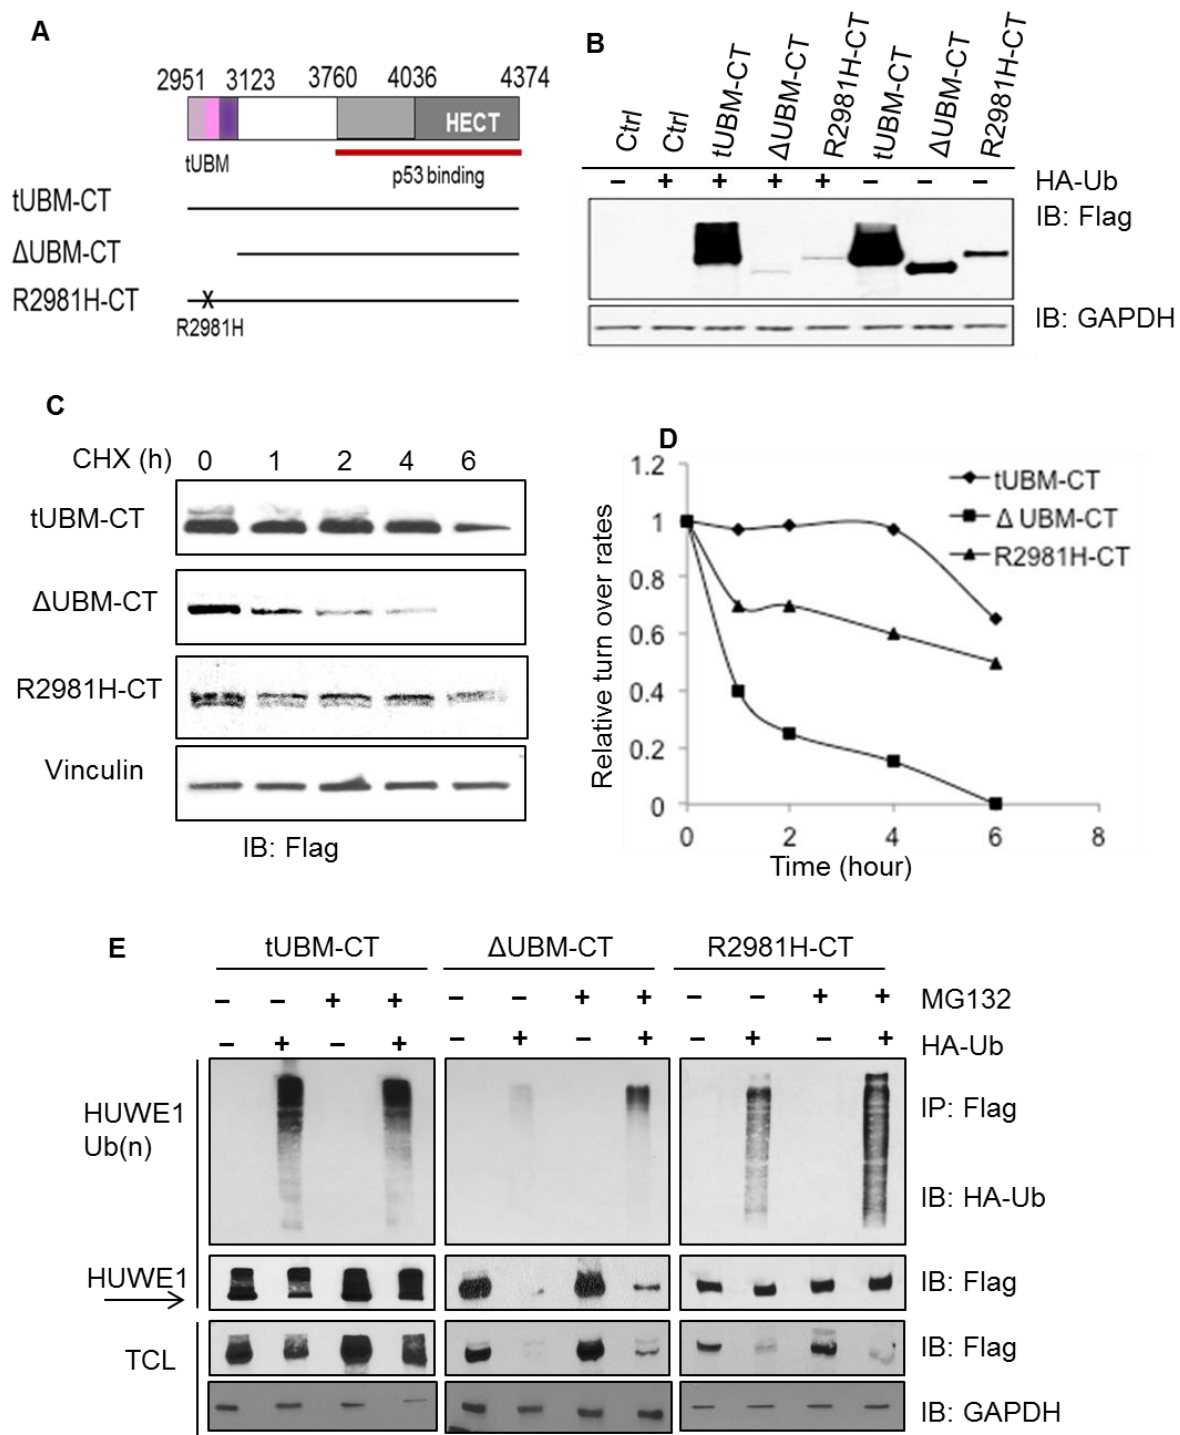 A
2951 3123 3760 4036 4374
HECT
tUBM
p53 binding
tUBM-CT
ΔUBM-CT
R2981H-CT
X
R2981H
B
Ctrl Ctrl tUBM-CT ΔUBM-CT R2981H-CT tUBM-CT ΔUBM-CT R2981H-CT
− + + + + − − − HA-Ub
IB: Flag
IB: GAPDH
C
CHX (h) 0 1 2 4 6
tUBM-CT
ΔUBM-CT
R2981H-CT
Vinculin
IB: Flag
D
1.2
1
0.8
0.6
0.4
0.2
0
Relative turn over rates
tUBM-CT
Δ UBM-CT
R2981H-CT
0 2 4 6 8
Time (hour)
E
tUBM-CT ΔUBM-CT R2981H-CT
− − + + − − + + − − + + MG132
− + − + − + − + − + − + HA-Ub
HUWE1
Ub(n)
IP: Flag
IB: HA-Ub
HUWE1
IB: Flag
TCL
IB: Flag
IB: GAPDH